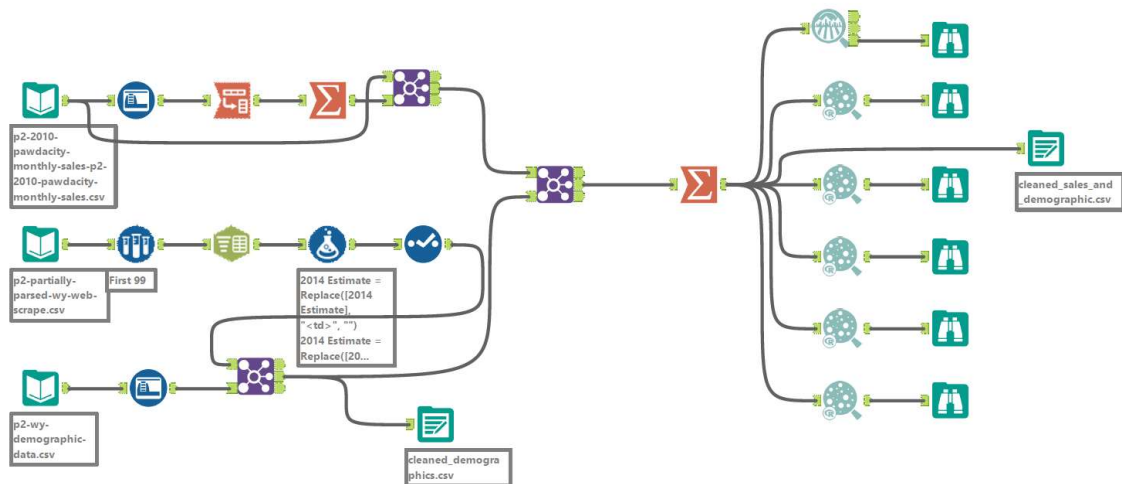 p2-2010-
pawdacity-
monthly-sales-p2-
2010-pawdacity-
monthly-sales.csv
cleaned_sales_and
_demographic.csv
p2-partially-
parsed-wy-web-
scrape.csv
First 99
2014 Estimate =
Replace([2014
Estimate],
"<td>", "")
2014 Estimate =
Replace([20...
p2-wy-
demographic-
data.csv
cleaned_demogra
phics.csv